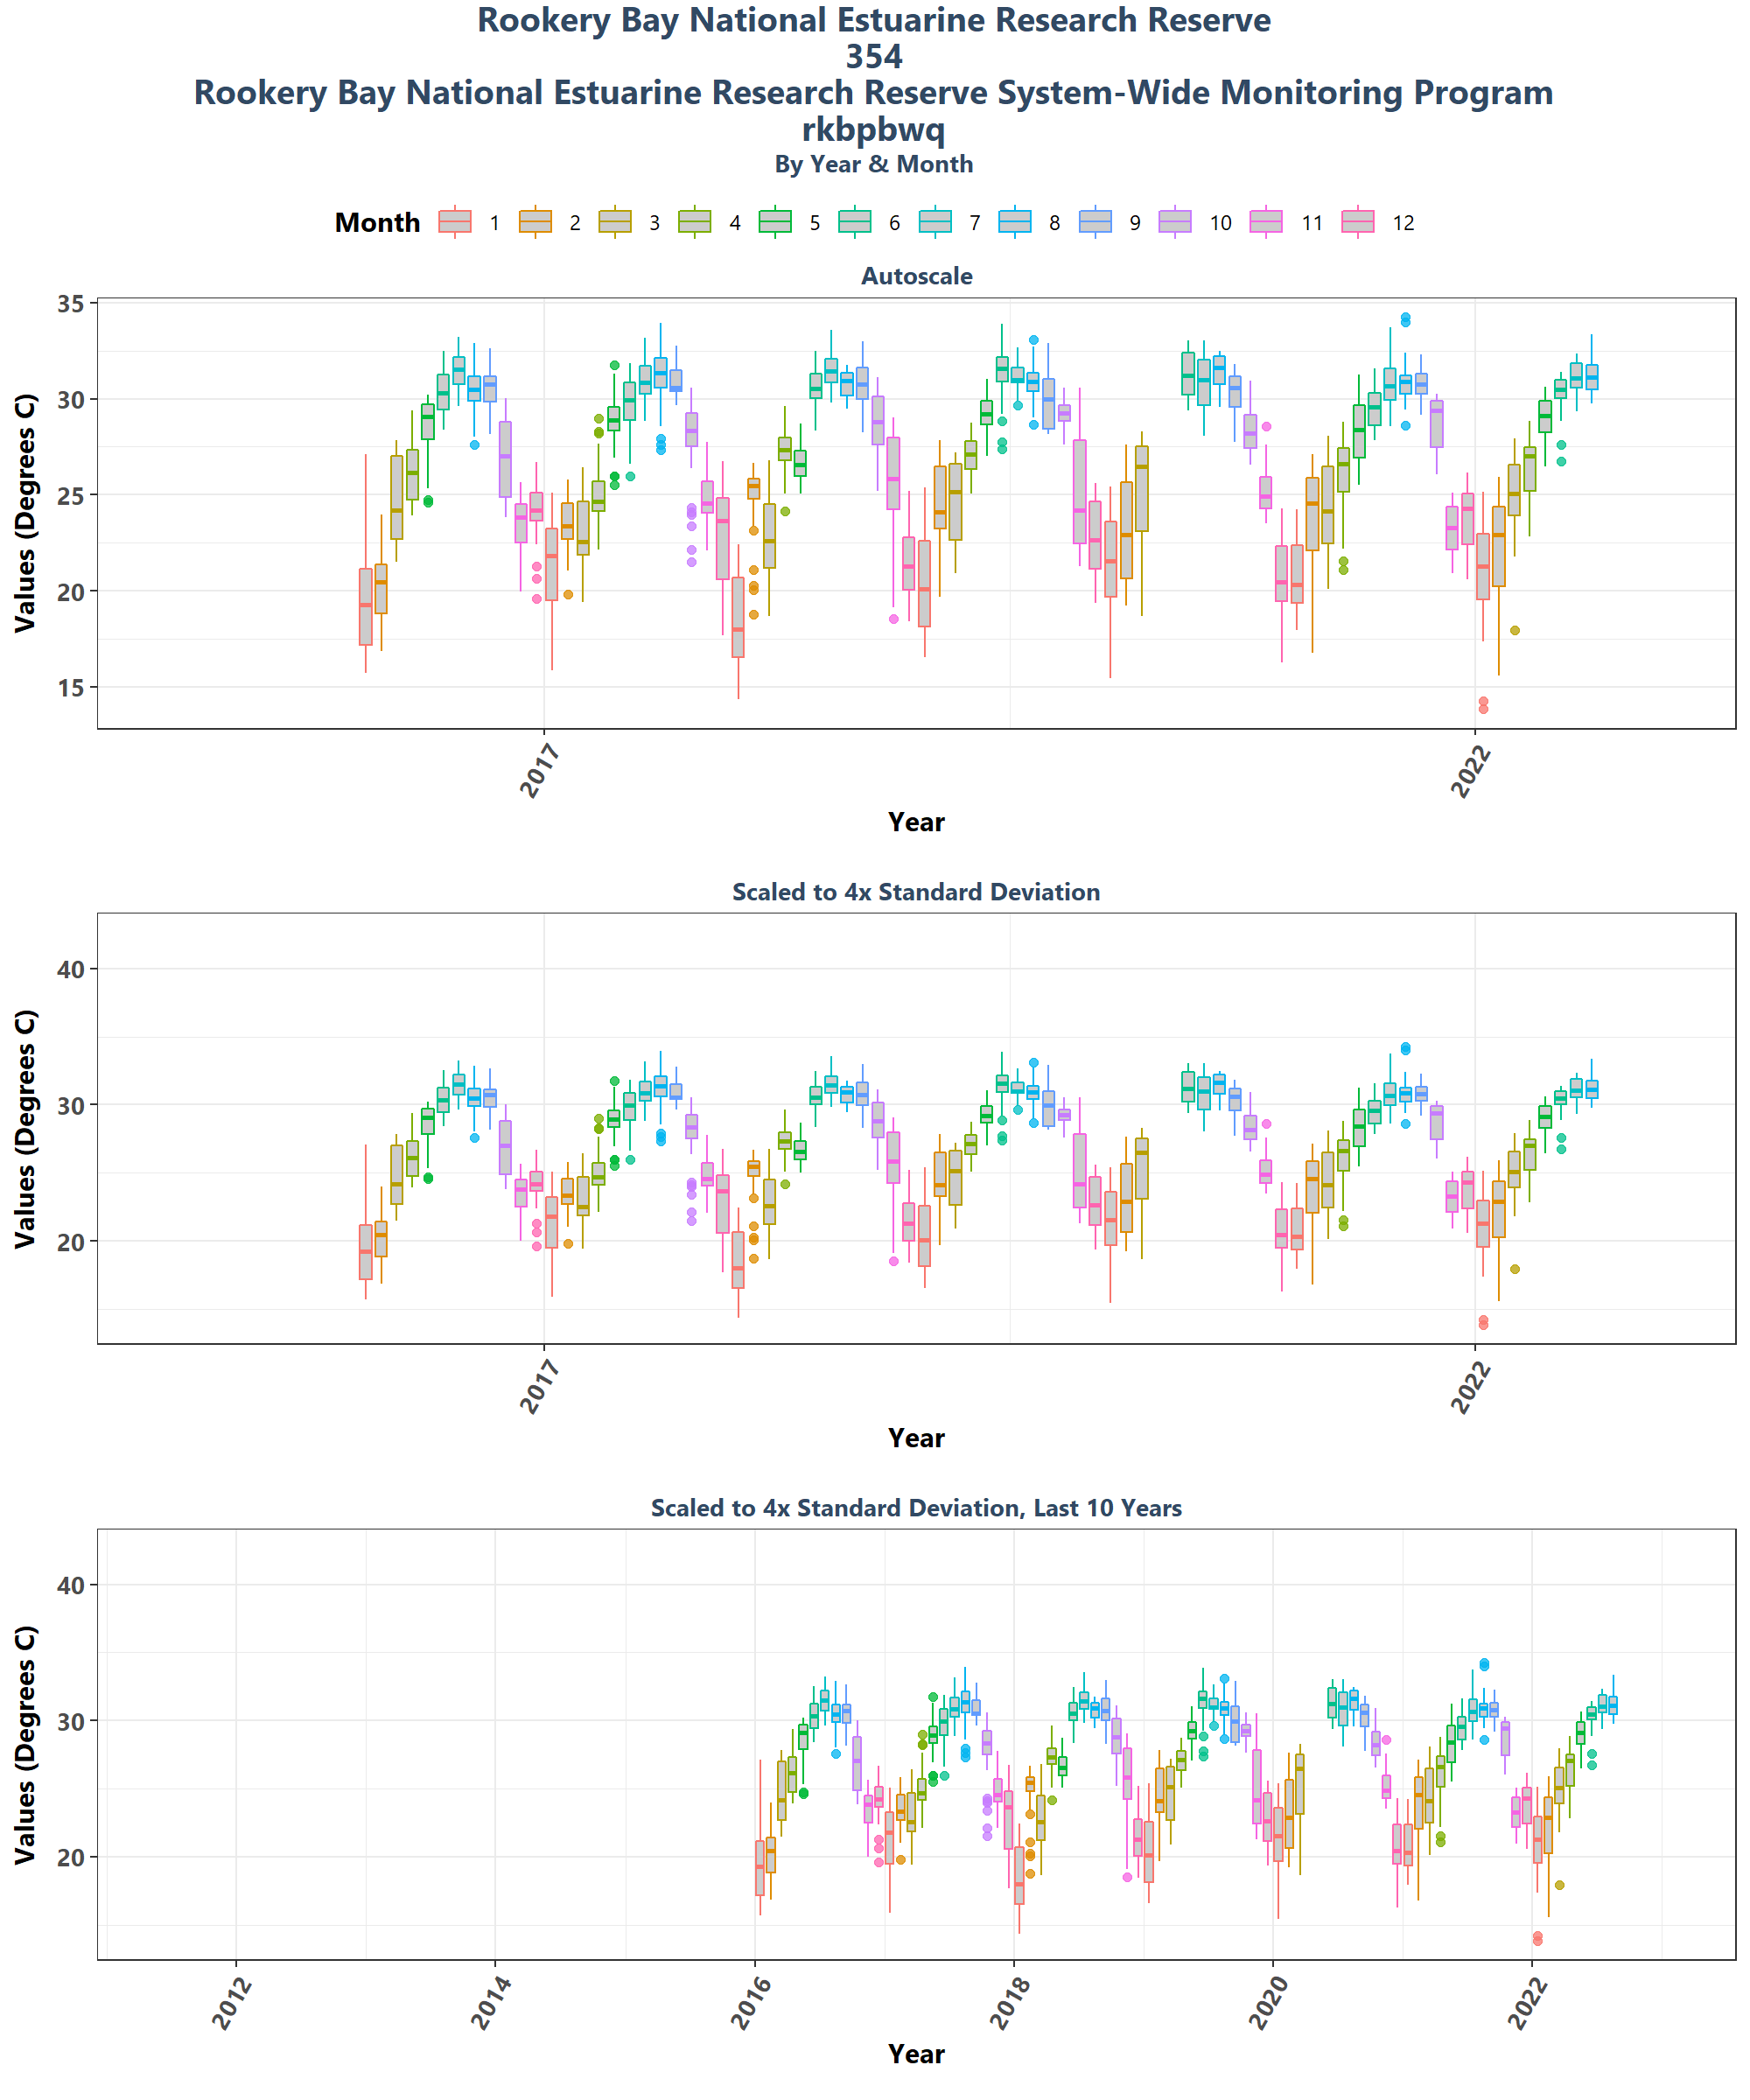 Rookery Bay National Estuarine Research Reserve
354
Rookery Bay National Estuarine Research Reserve System-Wide Monitoring Program
rkbpbwq
By Year & Month
Month 1 2 3 4 5 6 7 8 9 10 11 12
Autoscale
Values (Degrees C)
35
30
25
20
15
2017 2022
Year
Scaled to 4x Standard Deviation
Values (Degrees C)
40
30
20
2017 2022
Year
Scaled to 4x Standard Deviation, Last 10 Years
Values (Degrees C)
40
30
20
2012 2014 2016 2018 2020 2022
Year